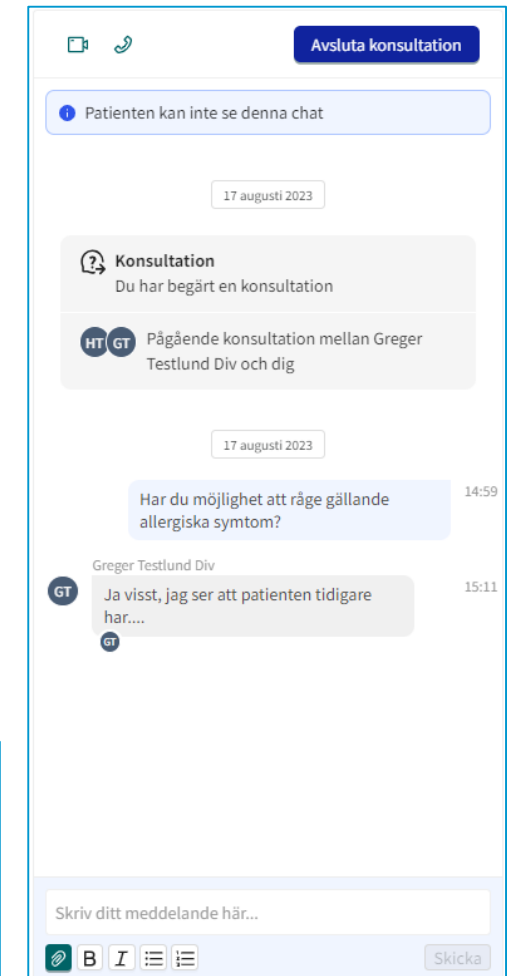 Avsluta konsultation
Patienten kan inte se denna chat
17 augusti 2023
Konsultation
Du har begärt en konsultation
HT GT
Pågående konsultation mellan Greger
Testlund Div och dig
17 augusti 2023
Har du möjlighet att råge gällande
allergiska symtom?
14:59
Greger Testlund Div
GT
Ja visst, jag ser att patienten tidigare
har....
15:11
GT
Skriv ditt meddelande här...
B I
Skicka